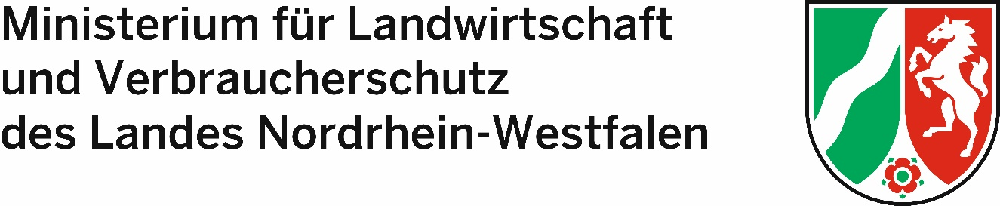 Ministerium für Landwirtschaft
und Verbraucherschutz
des Landes Nordrhein-Westfalen